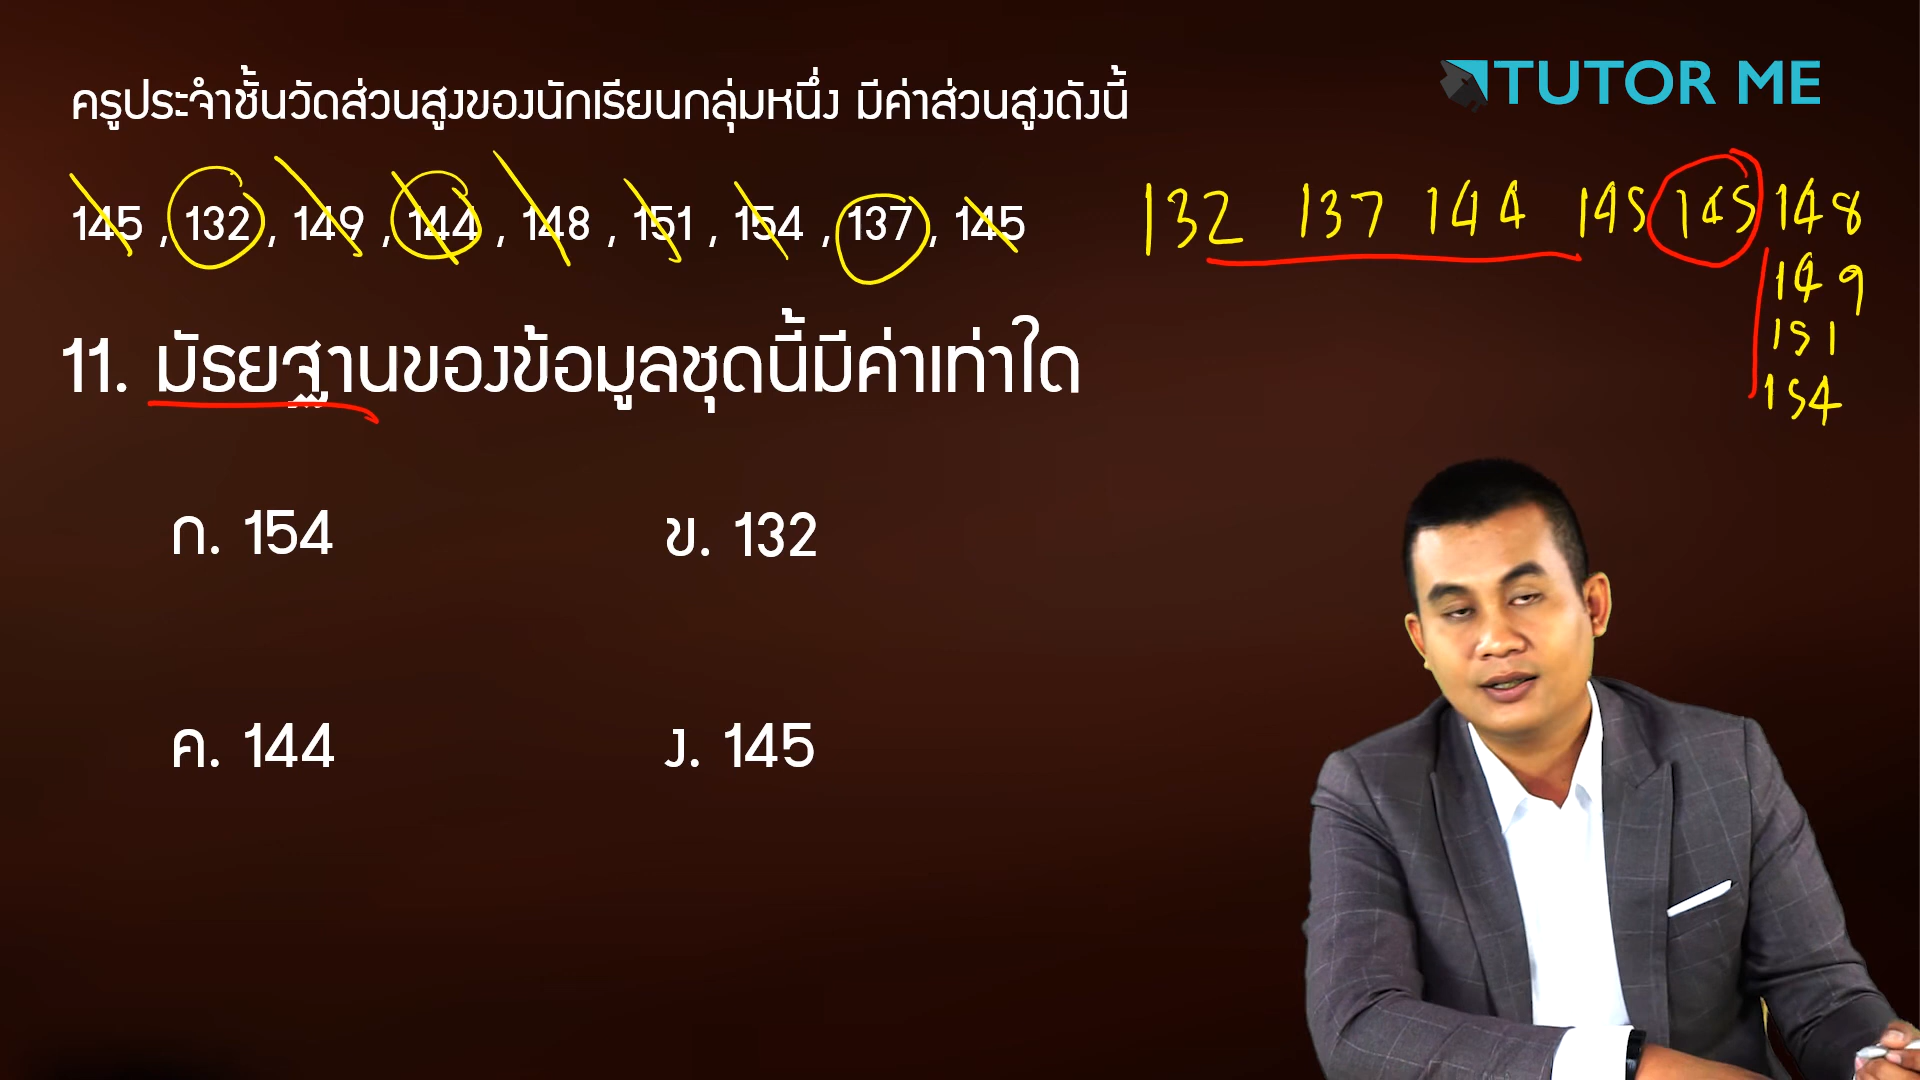 TUTOR ME
ครูประจำชั้นวัดส่วนสูงของนักเรียนกลุ่มหนึ่ง มีค่าส่วนสูงดังนี้
145 , 132 , 149 , 144 , 148 , 151 , 154 , 137 , 145
132 137 144 145 145 148
149
151
154
11. มัธยฐานของข้อมูลชุดนี้มีค่าเท่าใด
ก. 154 ข. 132
ค. 144 ง. 145